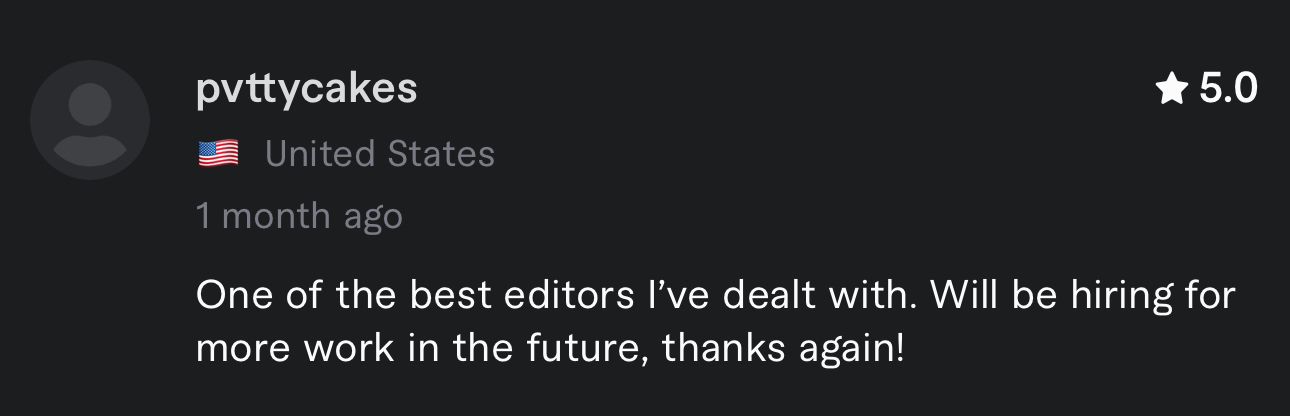 pvttycakes
★ 5.0
United States
1 month ago
One of the best editors I’ve dealt with. Will be hiring for
more work in the future, thanks again!